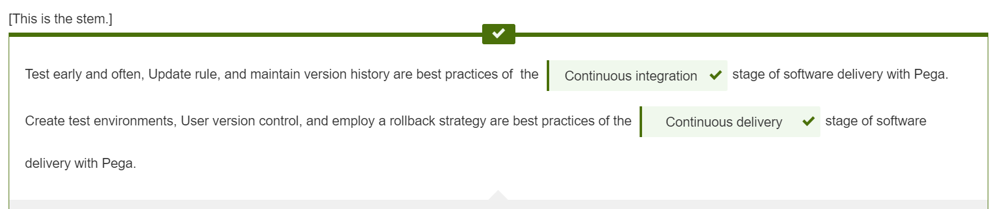 [This is the stem.]
Test early and often, Update rule, and maintain version history are best practices of  the Continuous integration stage of software delivery with Pega.
Create test environments, User version control, and employ a rollback strategy are best practices of the Continuous delivery stage of software
delivery with Pega.